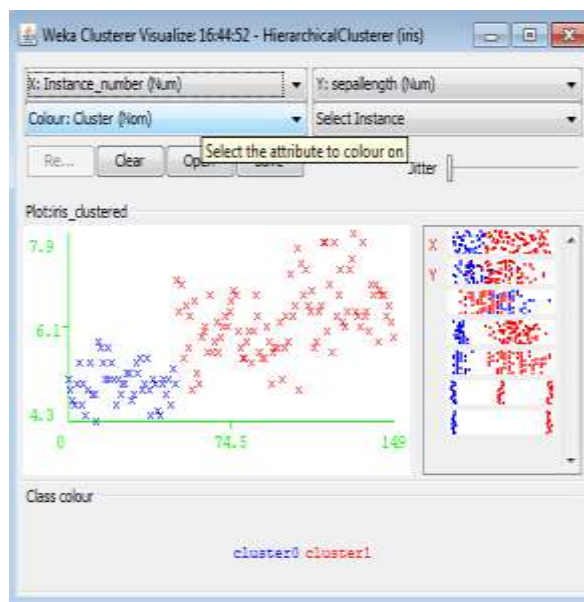 Weka Clusterer Visualize: 16:44:52 - HierarchicalClusterer (iris)
X: Instance_number (Num)
Y: sepallength (Num)
Colour: Cluster (Nom)
Select Instance
Re...
Clear
Open
Select the attribute to colour on
Jitter
Plot:iris_clustered
7.9
6.1
4.3
0
74.5
149
X
Y
Class colour
cluster0 cluster1